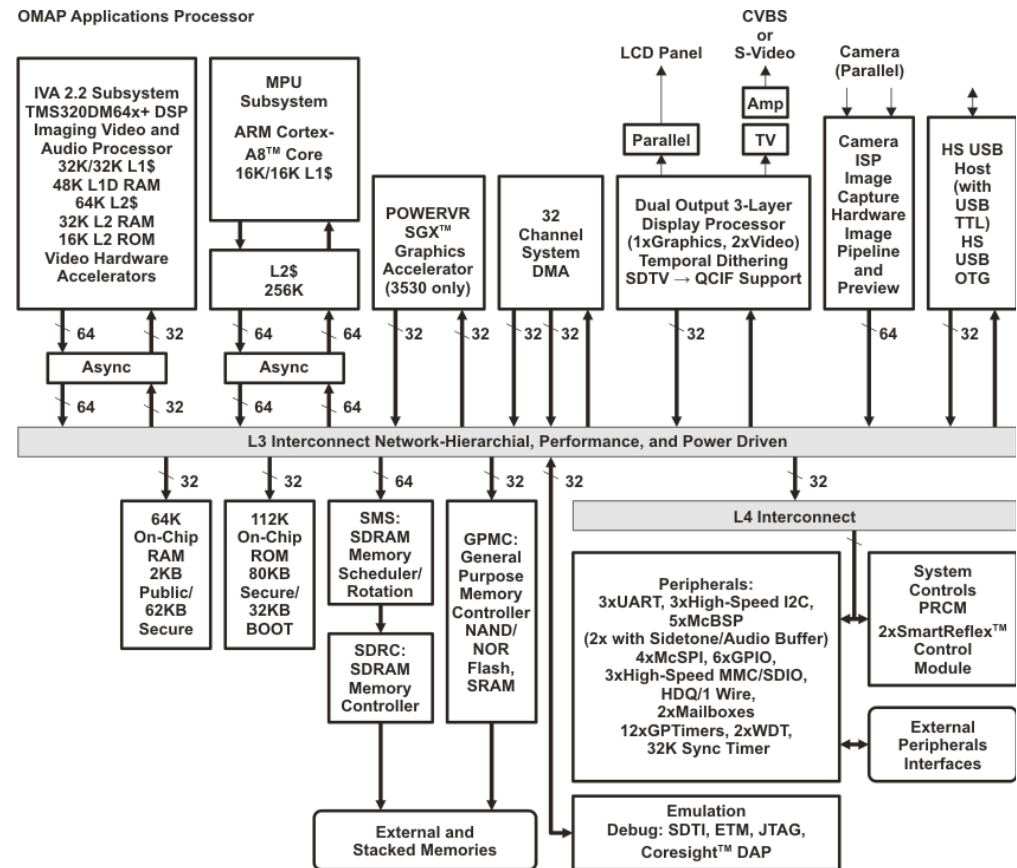 OMAP Applications Processor
IVA 2.2 Subsystem
TMS320DM64x+ DSP
Imaging Video and
Audio Processor
32K/32K L1$
48K L1D RAM
64K L2$
32K L2 RAM
16K L2 ROM
Video Hardware
Accelerators
MPU
Subsystem
ARM Cortex-
A8™ Core
16K/16K L1$
L2$
256K
POWERVR
SGX™
Graphics
Accelerator
(3530 only)
32
Channel
System
DMA
LCD Panel
CVBS
or
S-Video
Amp
Parallel
TV
Dual Output 3-Layer
Display Processor
(1xGraphics, 2xVideo)
Temporal Dithering
SDTV → QCIF Support
Camera
(Parallel)
Camera
ISP
Image
Capture
Hardware
Image
Pipeline
and
Preview
HS USB
Host
(with
USB
TTL)
HS
USB
OTG
64
32
64
64
32
32
32
32
32
64
32
Async
Async
64
32
64
64
L3 Interconnect Network-Hierarchial, Performance, and Power Driven
32
32
64
32
32
32
64K
On-Chip
RAM
2KB
Public/
62KB
Secure
112K
On-Chip
ROM
80KB
Secure/
32KB
BOOT
SMS:
SDRAM
Memory
Scheduler/
Rotation
SDRC:
SDRAM
Memory
Controller
GPMC:
General
Purpose
Memory
Controller
NAND/
NOR
Flash,
SRAM
L4 Interconnect
Peripherals:
3xUART, 3xHigh-Speed I2C,
5xMcBSP
(2x with Sidetone/Audio Buffer)
4xMcSPI, 6xGPIO,
3xHigh-Speed MMC/SDIO,
HDQ/1 Wire,
2xMailboxes
12xGPTimers, 2xWDT,
32K Sync Timer
System
Controls
PRCM
2xSmartReflex™
Control
Module
External
Peripherals
Interfaces
External and
Stacked Memories
Emulation
Debug: SDTI, ETM, JTAG,
Coresight™ DAP